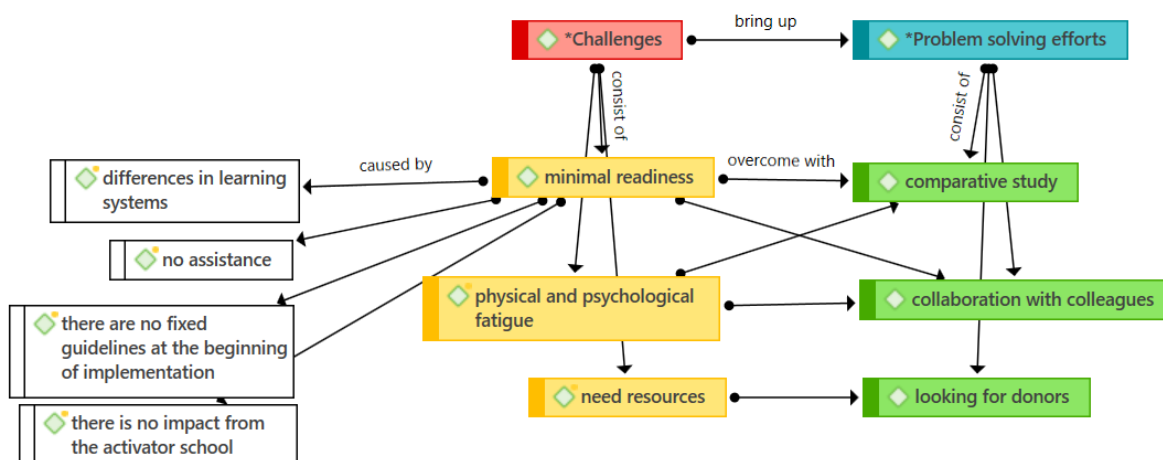 bring up
*Challenges
*Problem solving efforts
consist of
consist of
caused by
overcome with
differences in learning
systems
minimal readiness
comparative study
no assistance
physical and psychological
fatigue
collaboration with colleagues
there are no fixed
guidelines at the beginning
of implementation
need resources
looking for donors
there is no impact from
the activator school